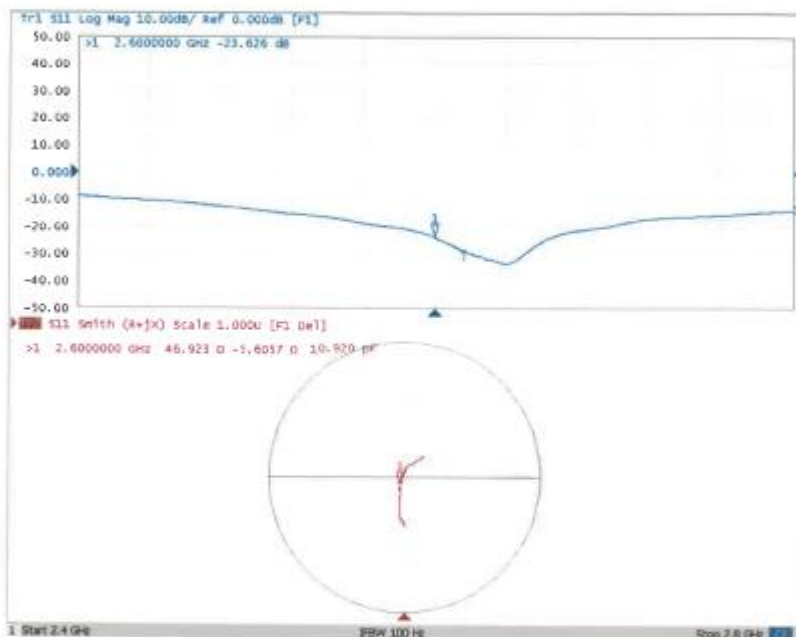 Tr1 S11 Log Mag 10.00dB/ Ref 0.000dB [F1]
50.00
>1 2.6000000 GHz -23.626 dB
40.00
30.00
20.00
10.00
0.000
-10.00
-20.00
1
-30.00
-40.00
-50.00
S11 Smith (R+jX) Scale 1.000U [F1 Del]
>1 2.6000000 GHz 46.923 Ω -5.6057 Ω 10.920 pF
1 Start 2.4 GHz IFBW 100 Hz Stop 2.8 GHz